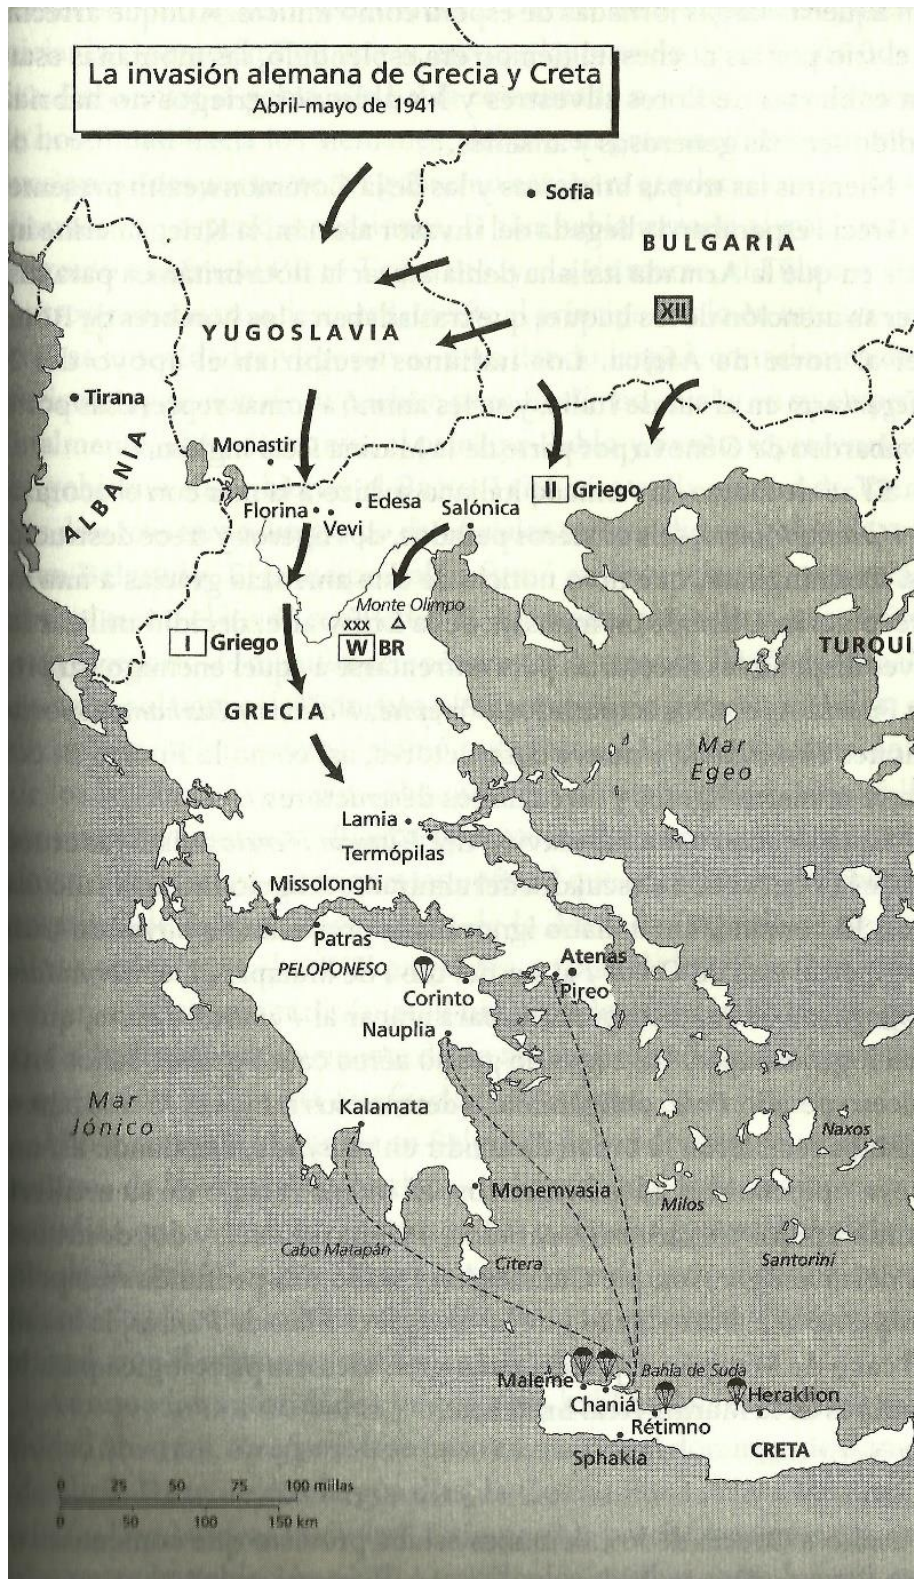 La invasión alemana de Grecia y Creta
Abril-mayo de 1941
Sofia
BULGARIA
XII
YUGOSLAVIA
Tirana
ALBANIA
Monastir
Florina
Vevi
Edesa
Salónica
II Griego
Monte Olimpo
xxx
W BR
I Griego
TURQUÍ
GRECIA
Mar
Egeo
Lamia
Termópilas
Missolonghi
Patras
PELOPONESO
Atenas
Pireo
Corinto
Nauplia
Mar
Jónico
Kalamata
Naxos
Monemvasia
Milos
Cabo Matapán
Citera
Santorini
Maleme
Bahía de Suda
Chaniá
Heraklion
Rétimno
Sphakia
CRETA
0 25 50 75 100 millas
0 50 100 150 km